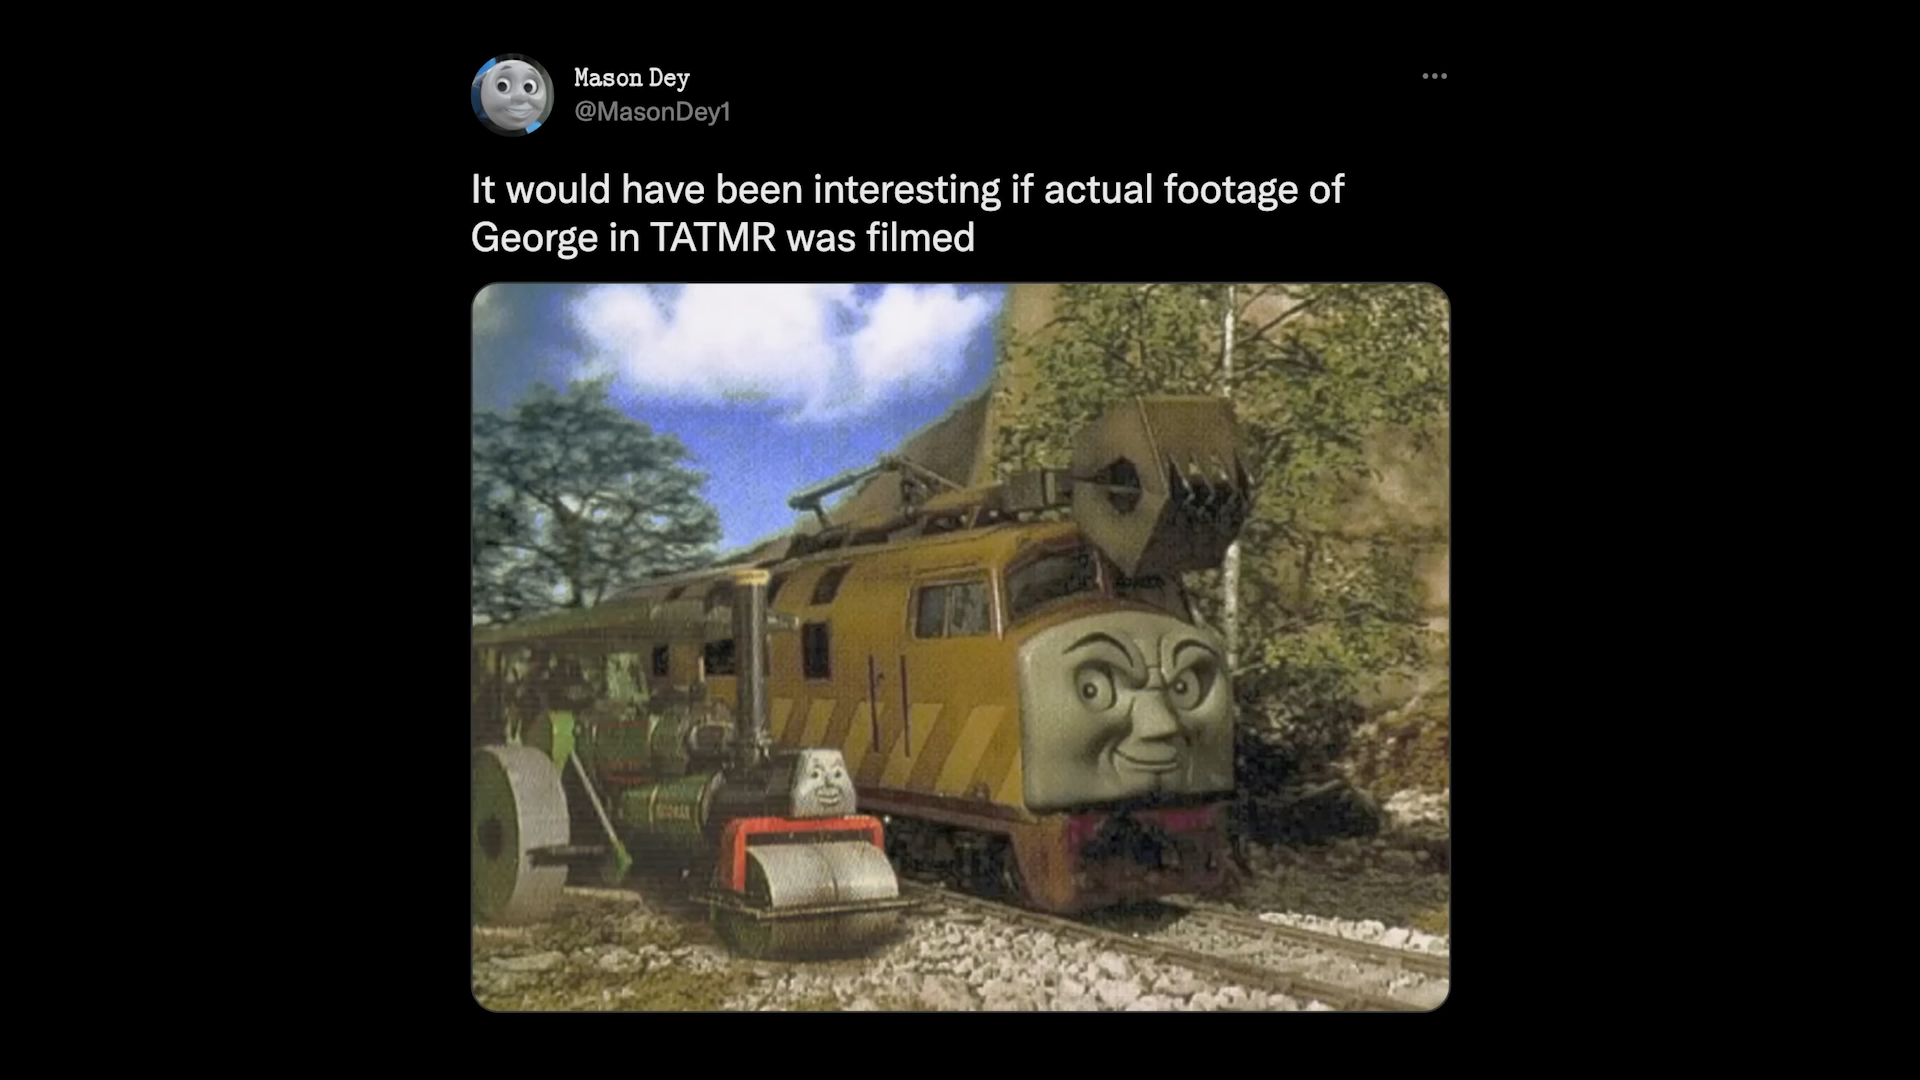 Mason Dey
@MasonDey1
It would have been interesting if actual footage of
George in TATMR was filmed